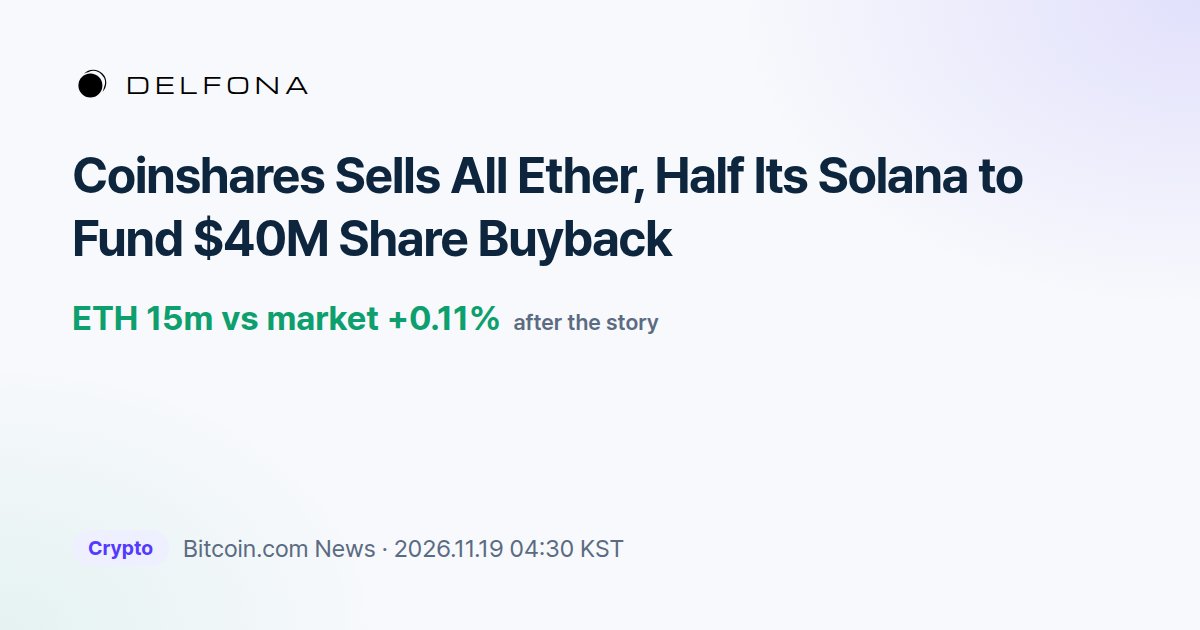 DELFONA
Coinshares Sells All Ether, Half Its Solana to
Fund $40M Share Buyback
ETH 15m vs market +0.11% after the story
Crypto Bitcoin.com News · 2026.11.19 04:30 KST